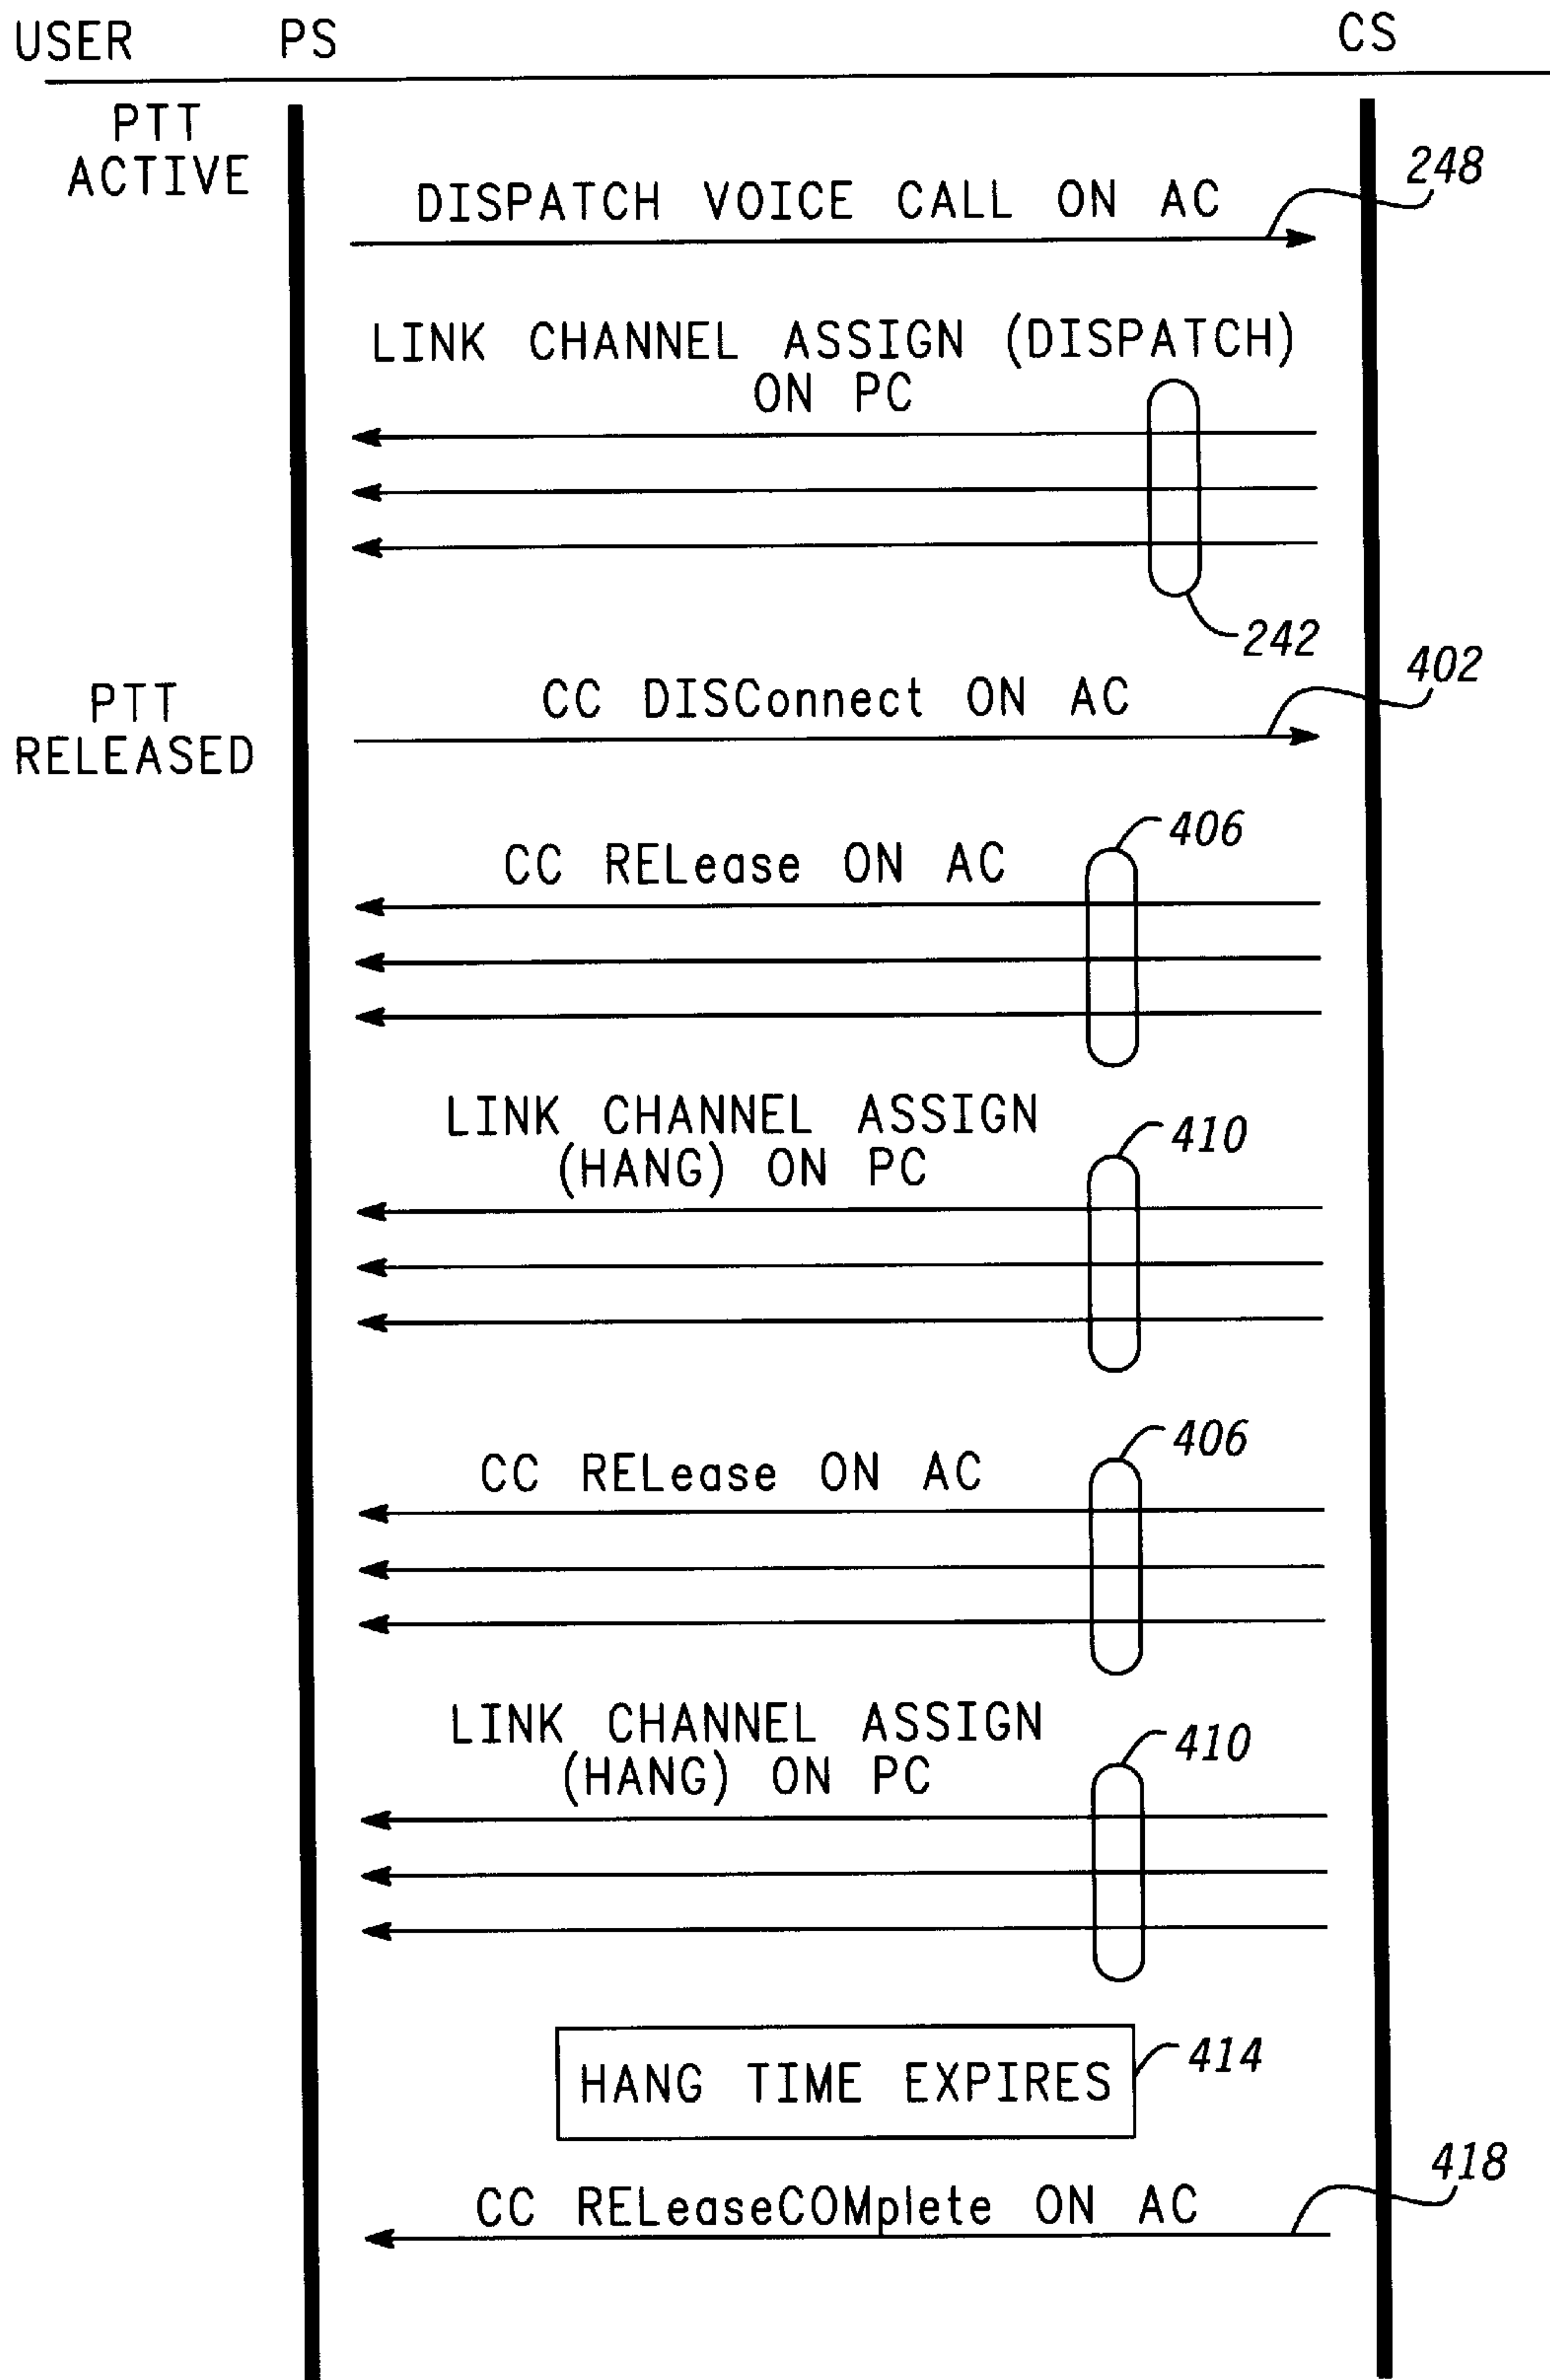 USER PS CS
PTT
ACTIVE
248
DISPATCH VOICE CALL ON AC
LINK CHANNEL ASSIGN (DISPATCH)
ON PC
242
402
PTT
RELEASED
CC DISConnect ON AC
406
CC RELease ON AC
LINK CHANNEL ASSIGN
(HANG) ON PC
410
406
CC RELease ON AC
LINK CHANNEL ASSIGN
(HANG) ON PC
410
HANG TIME EXPIRES
414
418
CC RELeaseCOMplete ON AC